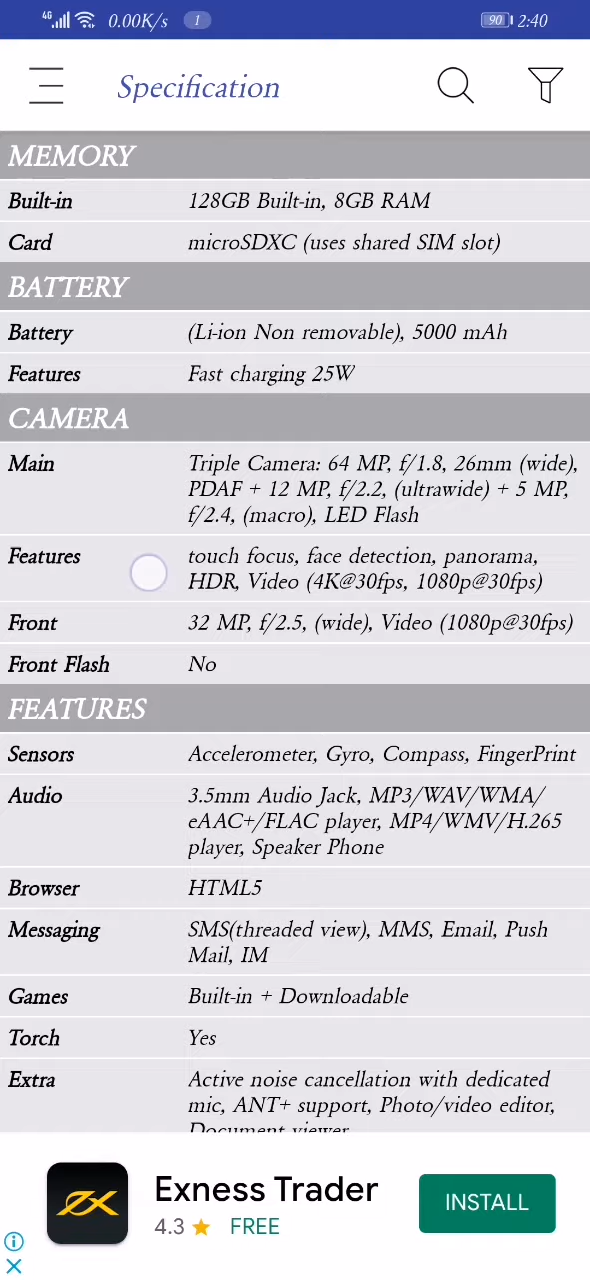 4G 0.00K/s 1 90 2:40
Specification
MEMORY
Built-in 128GB Built-in, 8GB RAM
Card microSDXC (uses shared SIM slot)
BATTERY
Battery (Li-ion Non removable), 5000 mAh
Features Fast charging 25W
CAMERA
Main Triple Camera: 64 MP, f/1.8, 26mm (wide),
PDAF + 12 MP, f/2.2, (ultrawide) + 5 MP,
f/2.4, (macro), LED Flash
Features touch focus, face detection, panorama,
HDR, Video (4K@30fps, 1080p@30fps)
Front 32 MP, f/2.5, (wide), Video (1080p@30fps)
Front Flash No
FEATURES
Sensors Accelerometer, Gyro, Compass, FingerPrint
Audio 3.5mm Audio Jack, MP3/WAV/WMA/
eAAC+/FLAC player, MP4/WMV/H.265
player, Speaker Phone
Browser HTML5
Messaging SMS(threaded view), MMS, Email, Push
Mail, IM
Games Built-in + Downloadable
Torch Yes
Extra Active noise cancellation with dedicated
mic, ANT+ support, Photo/video editor,
Document viewer
Exness Trader
4.3 FREE
INSTALL